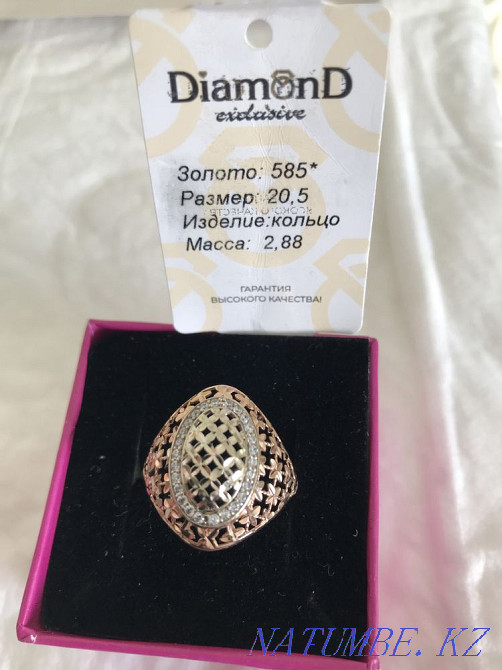 DiamonD
exclusive
Золото: 585*
Размер: 20,5
Изделие:кольцо
Масса: 2,88
ГАРАНТИЯ
ВЫСОКОГО КАЧЕСТВА!
NATUMBE. KZ